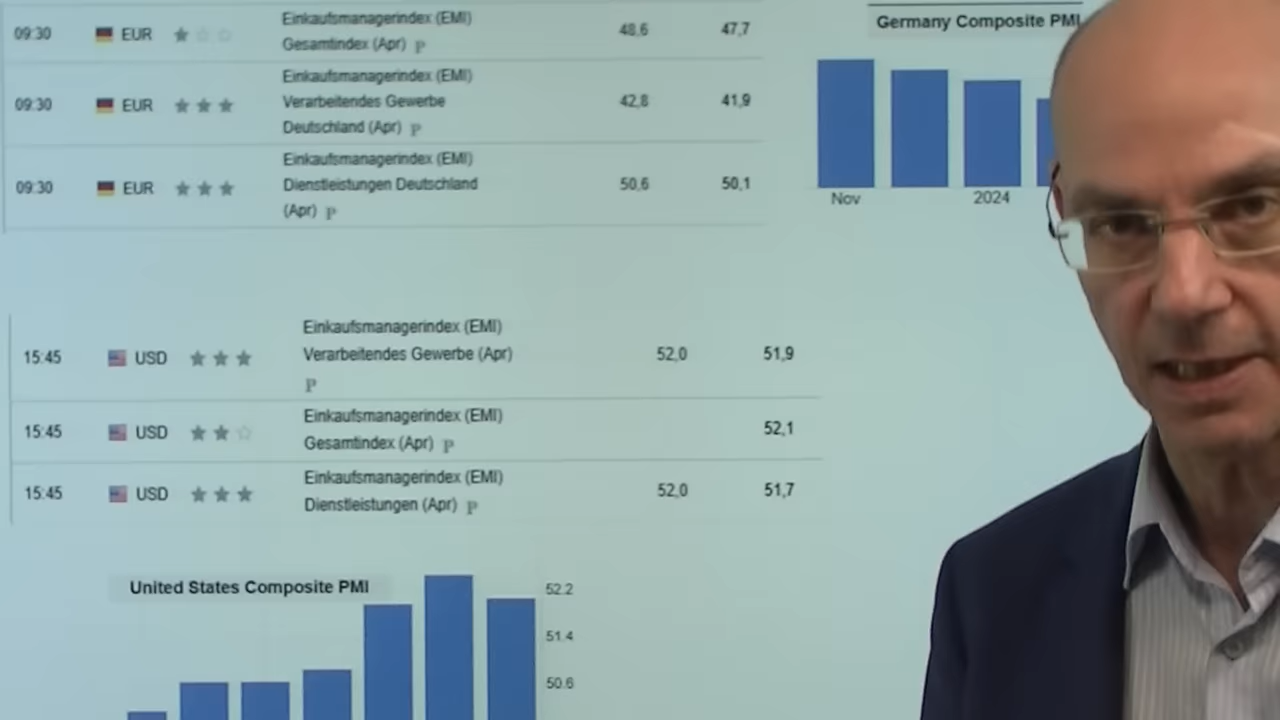 09:30 EUR Einkaufsmanagerindex (EMI)
Gesamtindex (Apr) P 48,6 47,7
09:30 EUR Einkaufsmanagerindex (EMI)
Verarbeitendes Gewerbe
Deutschland (Apr) P 42,8 41,9
09:30 EUR Einkaufsmanagerindex (EMI)
Dienstleistungen Deutschland
(Apr) P 50,6 50,1
Germany Composite PMI
Nov 2024
15:45 USD Einkaufsmanagerindex (EMI)
Verarbeitendes Gewerbe (Apr)
P 52,0 51,9
15:45 USD Einkaufsmanagerindex (EMI)
Gesamtindex (Apr) P 52,1
15:45 USD Einkaufsmanagerindex (EMI)
Dienstleistungen (Apr) P 52,0 51,7
United States Composite PMI
52.2
51.4
50.6